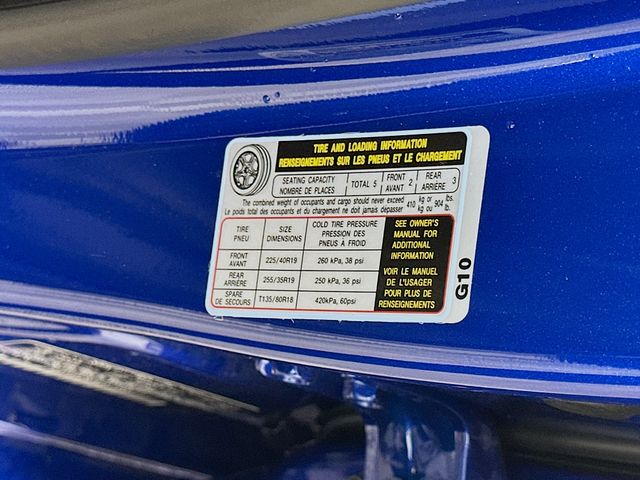 TIRE AND LOADING INFORMATION
RENSEIGNEMENTS SUR LES PNEUS ET LE CHARGEMENT
SEATING CAPACITY
NOMBRE DE PLACES
TOTAL 5
FRONT
AVANT 2
REAR
ARRIÈRE 3
The combined weight of occupants and cargo should never exceed 410 kg or 904 lbs.
Le poids total des occupants et du chargement ne doit jamais dépasser 410 kg ou 904 lb.
TIRE
PNEU
SIZE
DIMENSIONS
COLD TIRE PRESSURE
PRESSION DES
PNEUS À FROID
FRONT
AVANT
225/40R19
260 kPa, 38 psi
REAR
ARRIÈRE
255/35R19
250 kPa, 36 psi
SPARE
DE SECOURS
T135/80R18
420kPa, 60psi
SEE OWNER'S
MANUAL FOR
ADDITIONAL
INFORMATION
VOIR LE MANUEL
DE L'USAGER
POUR PLUS DE
RENSEIGNEMENTS
G10